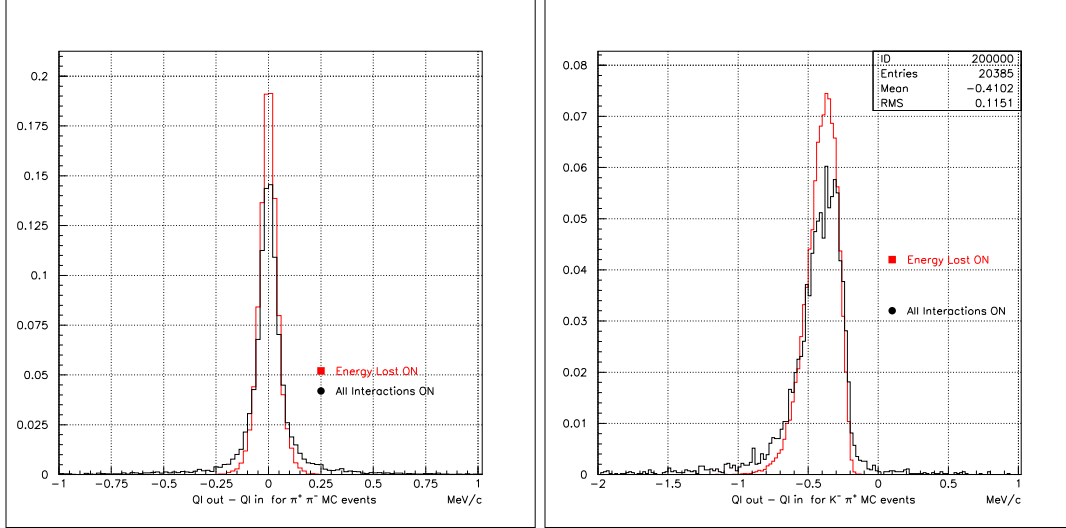 0.2
0.175
0.15
0.125
0.1
0.075
0.05
0.025
0
Energy Lost ON
All Interactions ON
-1 -0.75 -0.5 -0.25 0 0.25 0.5 0.75 1
Ql out - Ql in for π⁺ π⁻ MC events MeV/c
ID 200000
Entries 20385
Mean -0.4102
RMS 0.1151
0.08
0.07
0.06
0.05
0.04
0.03
0.02
0.01
0
Energy Lost ON
All Interactions ON
-2 -1.5 -1 -0.5 0 0.5 1
Ql out - Ql in for K⁻ π⁺ MC events MeV/c